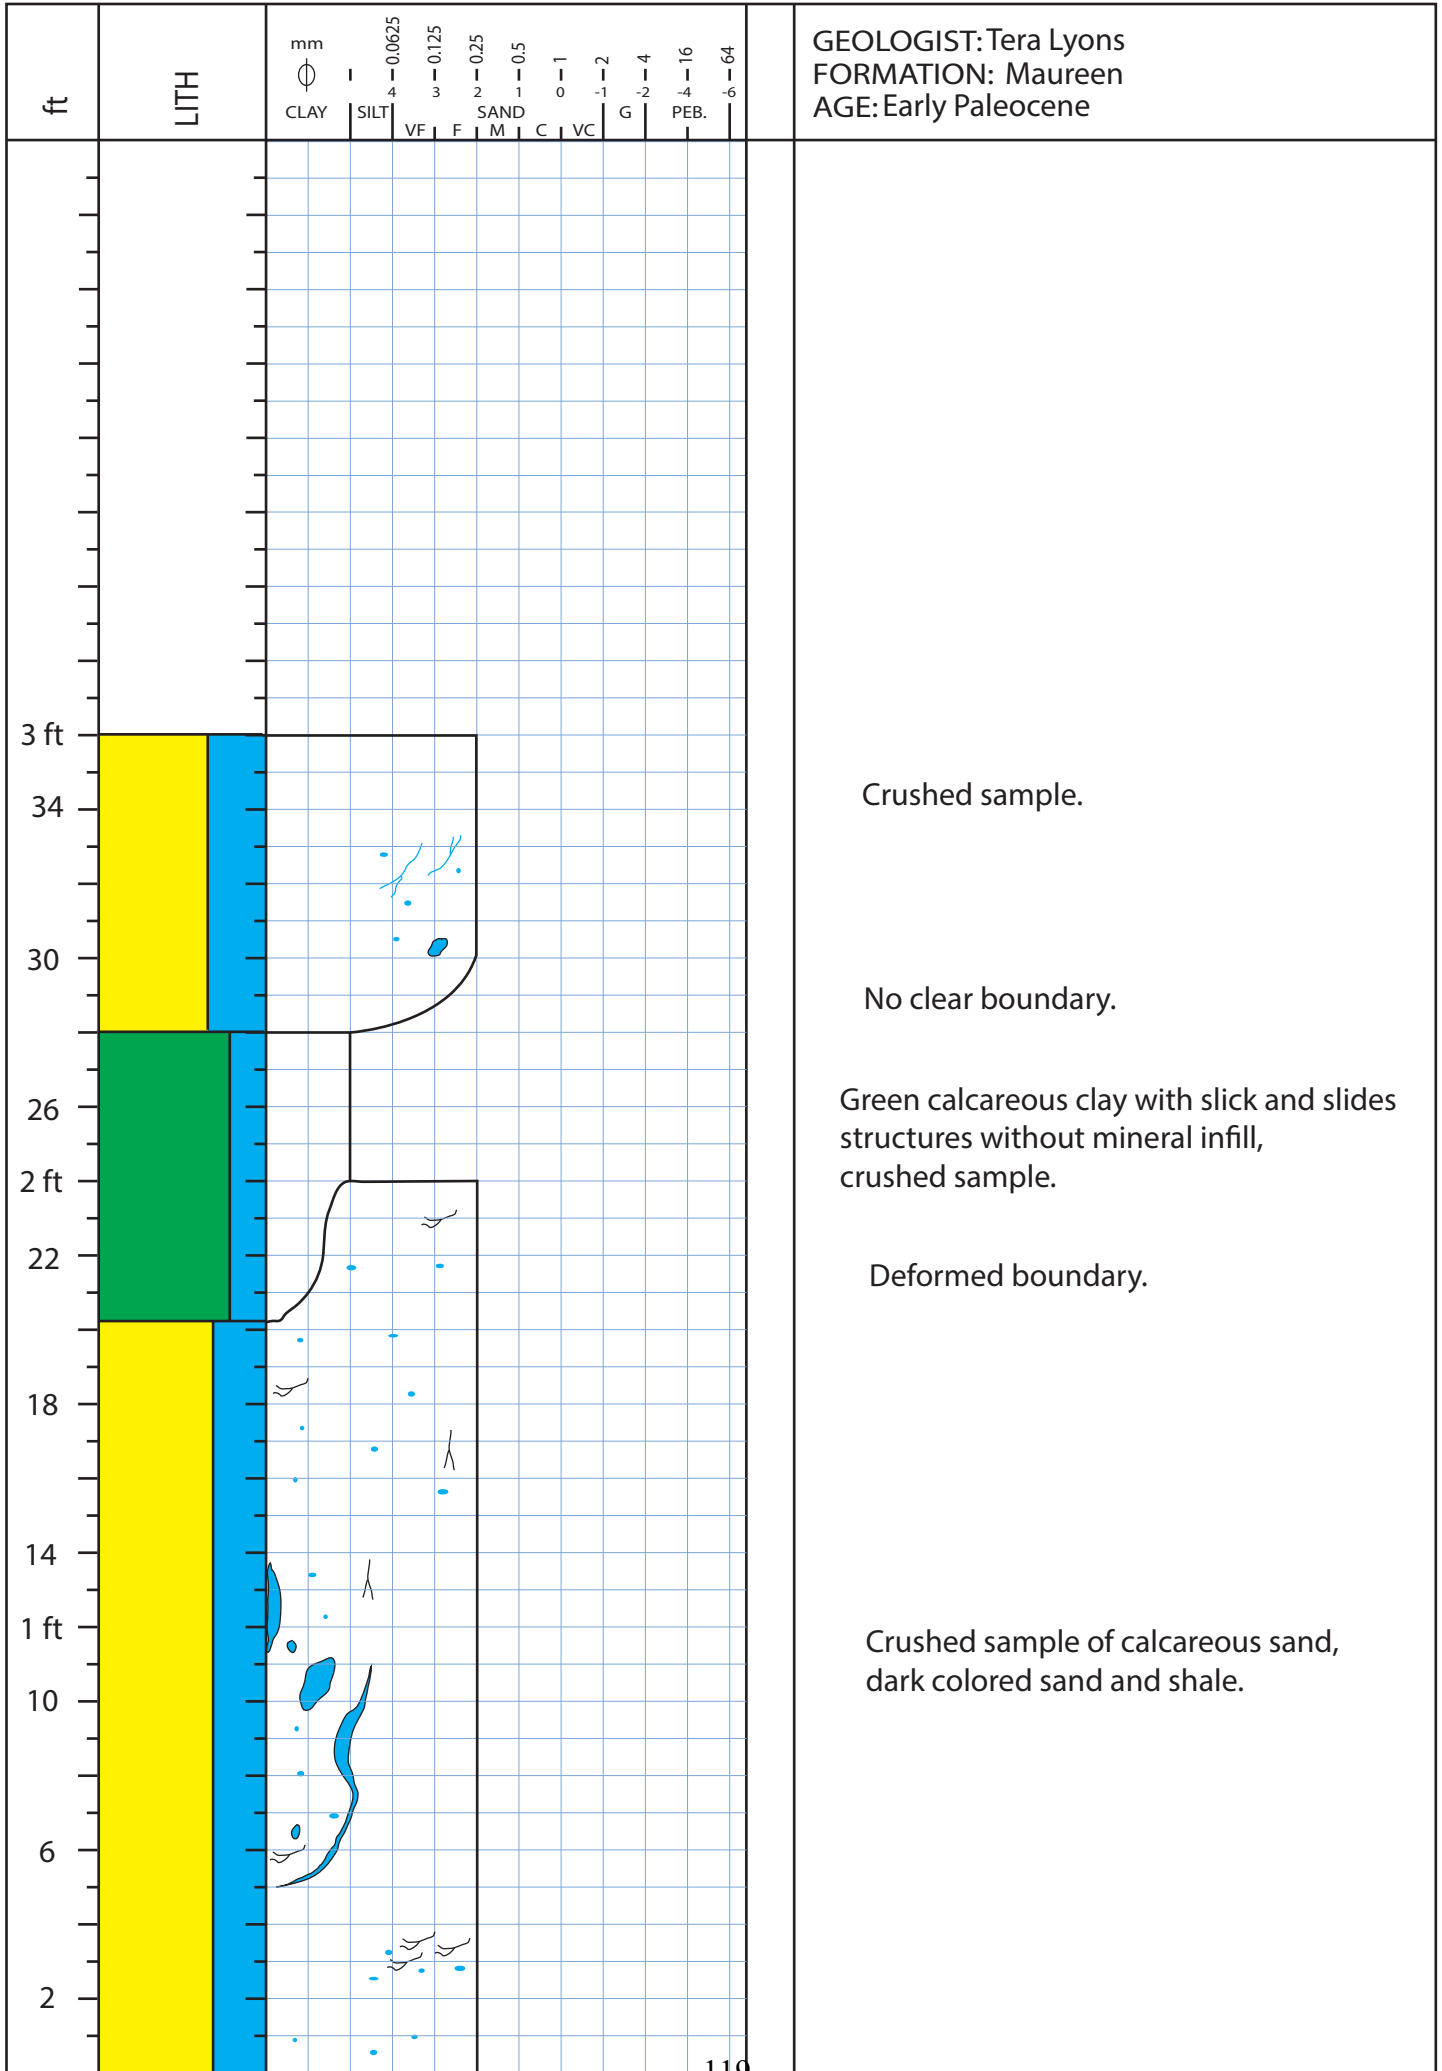 ft
LITH
mm
0.0625
0.125
0.25
0.5
1
2
4
16
64
4
3
2
1
0
-1
-2
-4
-6
CLAY
SILT
SAND
G
PEB.
VF
F
M
C
VC
GEOLOGIST: Tera Lyons
FORMATION: Maureen
AGE: Early Paleocene
3 ft
34
Crushed sample.
30
No clear boundary.
26
Green calcareous clay with slick and slides
structures without mineral infill,
crushed sample.
2 ft
22
Deformed boundary.
18
14
1 ft
Crushed sample of calcareous sand,
dark colored sand and shale.
10
6
2